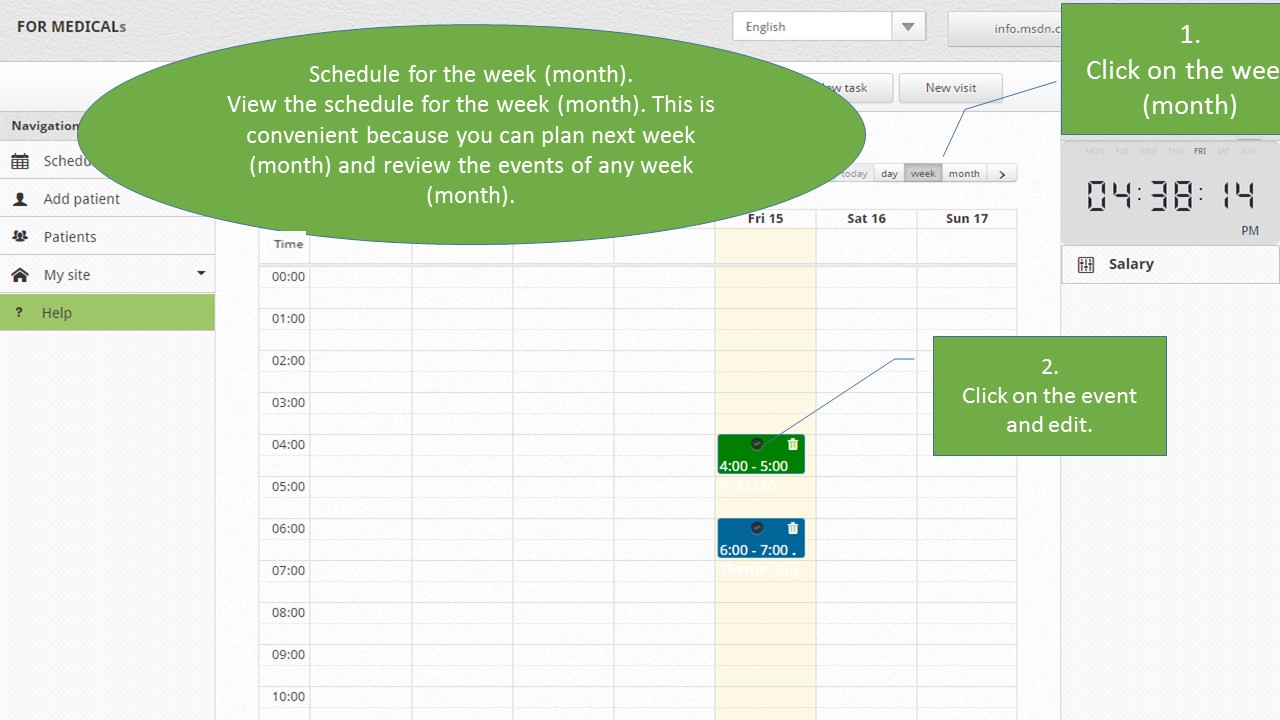 FOR MEDICALs
English
info.msdn.c
1.
Click on the wee
(month)
Schedule for the week (month).
View the schedule for the week (month). This is
convenient because you can plan next week
(month) and review the events of any week
(month).
w task
New visit
Navigation
Schedu
Add patient
Patients
My site
? Help
today
day
week
month
MON TUE WED THU FRI SAT SUN
04:38:14
PM
Salary
Fri 15
Sat 16
Sun 17
Time
00:00
01:00
02:00
03:00
04:00
05:00
06:00
07:00
08:00
09:00
10:00
2.
Click on the event
and edit.
4:00 - 5:00
P: 32230 .
6:00 - 7:00 .
Theme: Buy